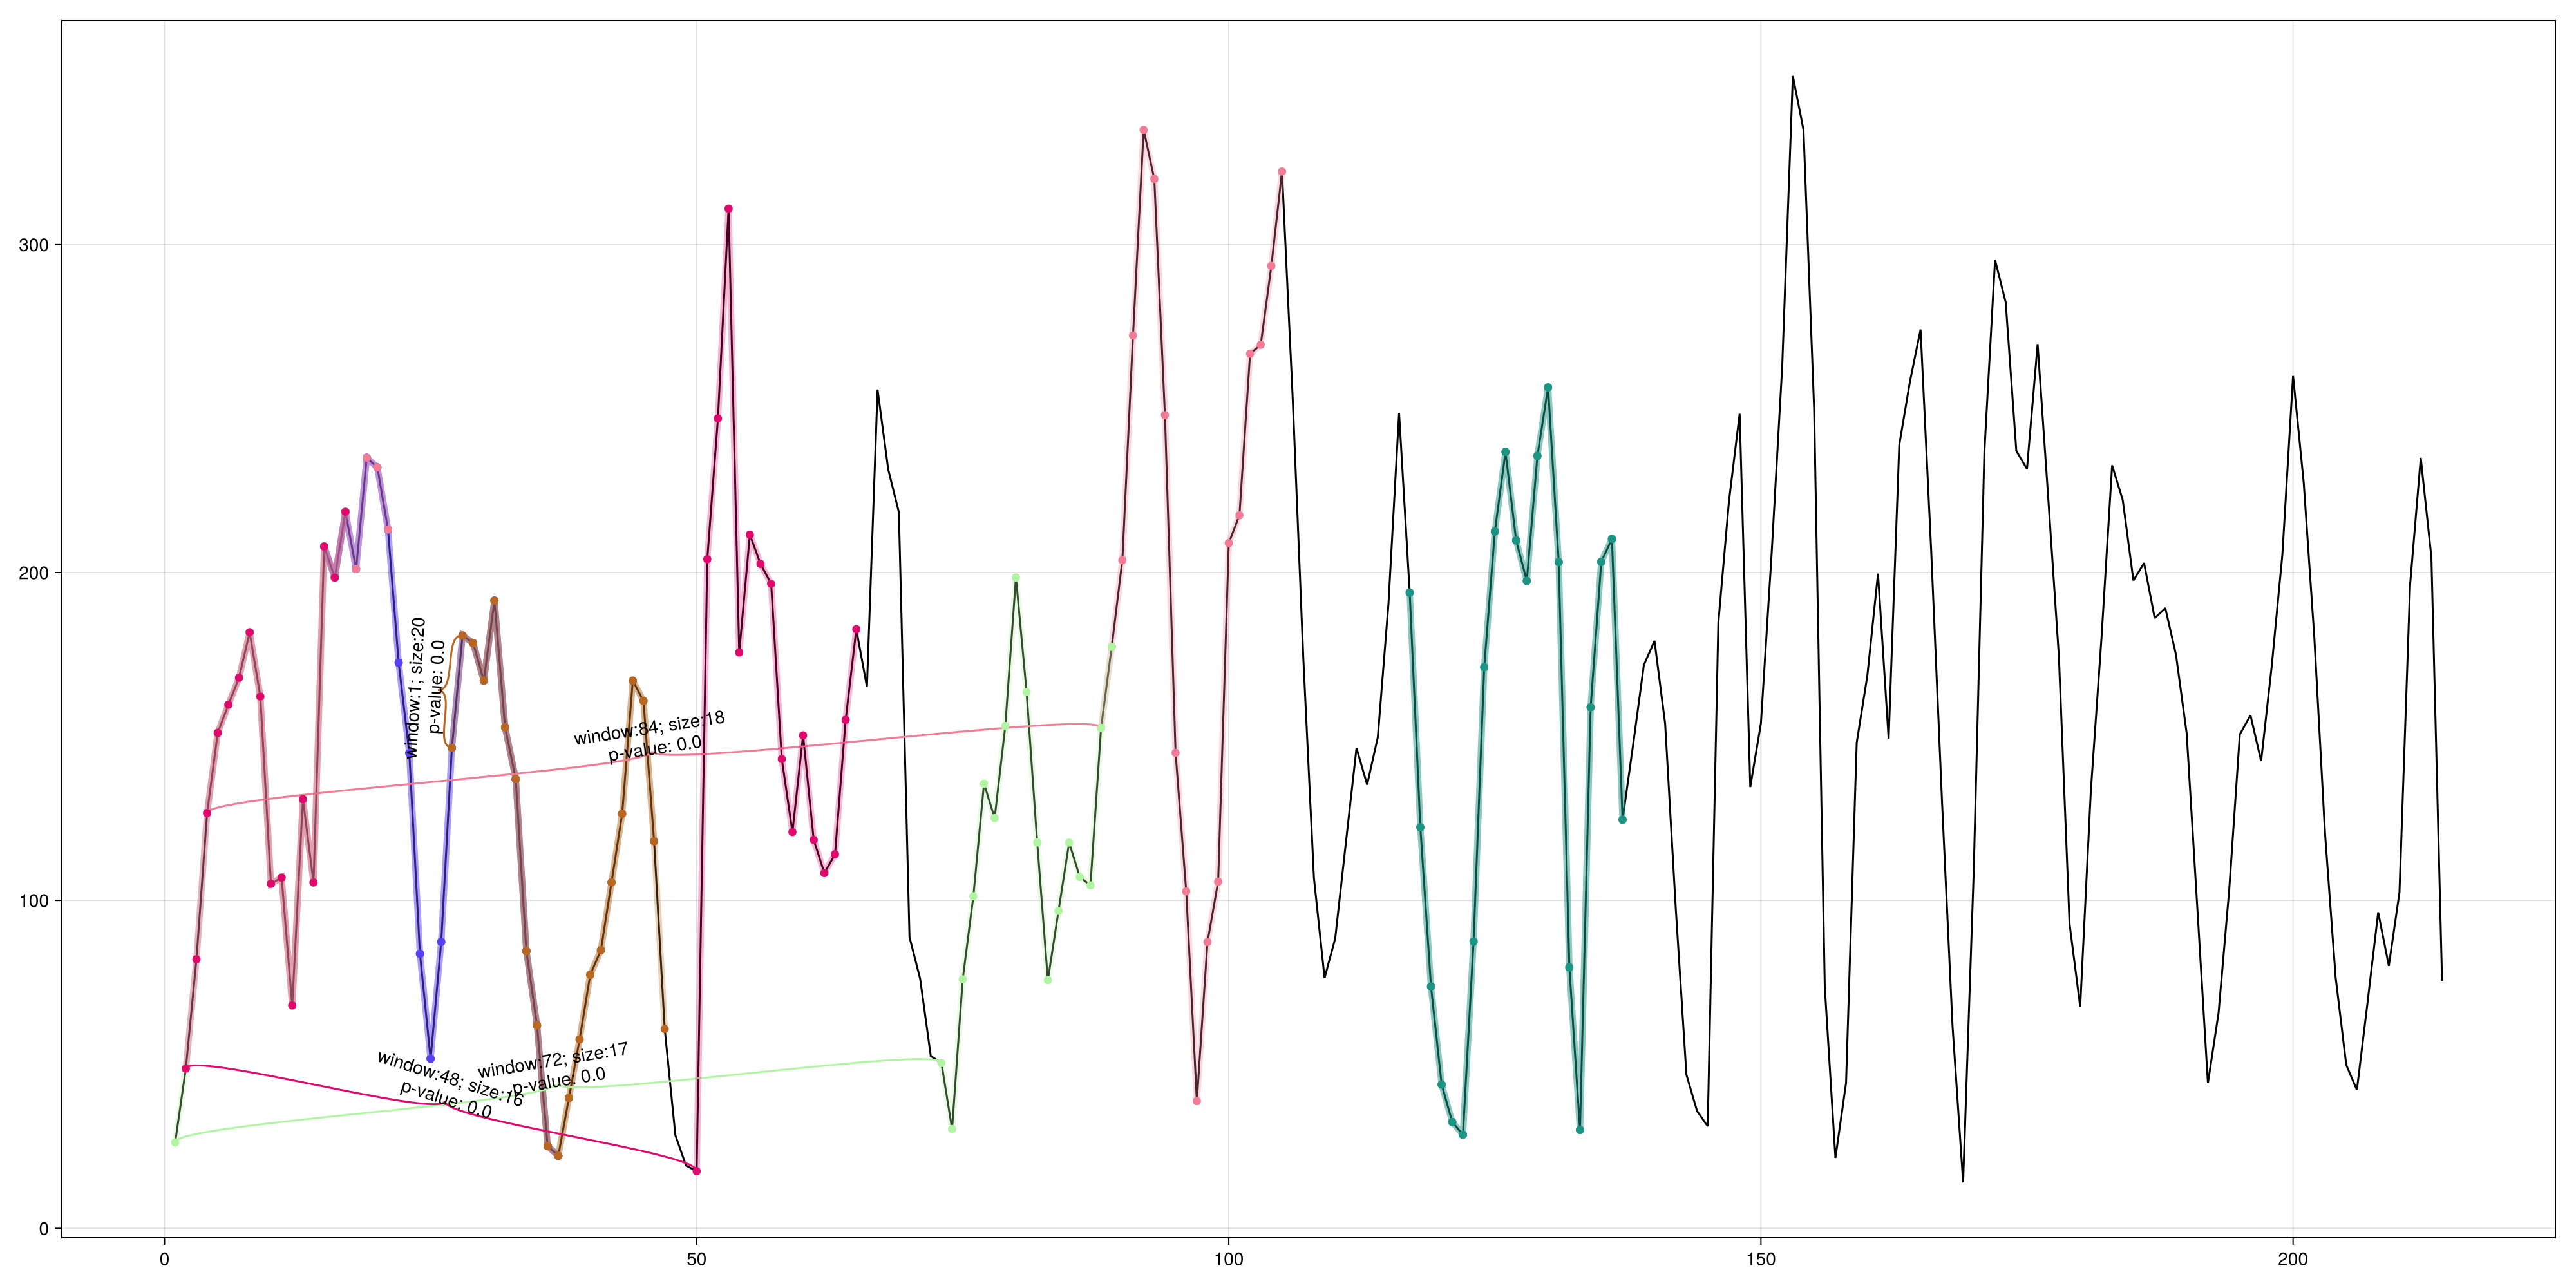 300
200
100
0
window:1; size:20
p-value: 0.0
window:84; size:18
p-value: 0.0
window:48; size:16
p-value: 0.0
window:72; size:17
p-value: 0.0
0
50
100
150
200